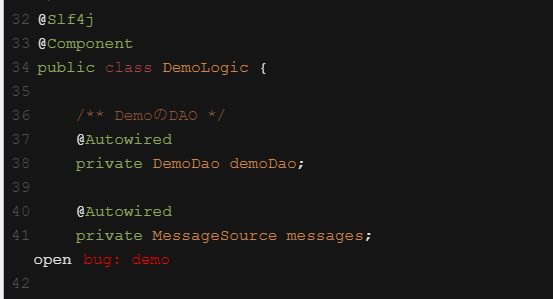 32 @Slf4j
33 @Component
34 public class DemoLogic {
35
36 /** DemoのDAO */
37 @Autowired
38 private DemoDao demoDao;
39
40 @Autowired
41 private MessageSource messages;
open bug: demo
42